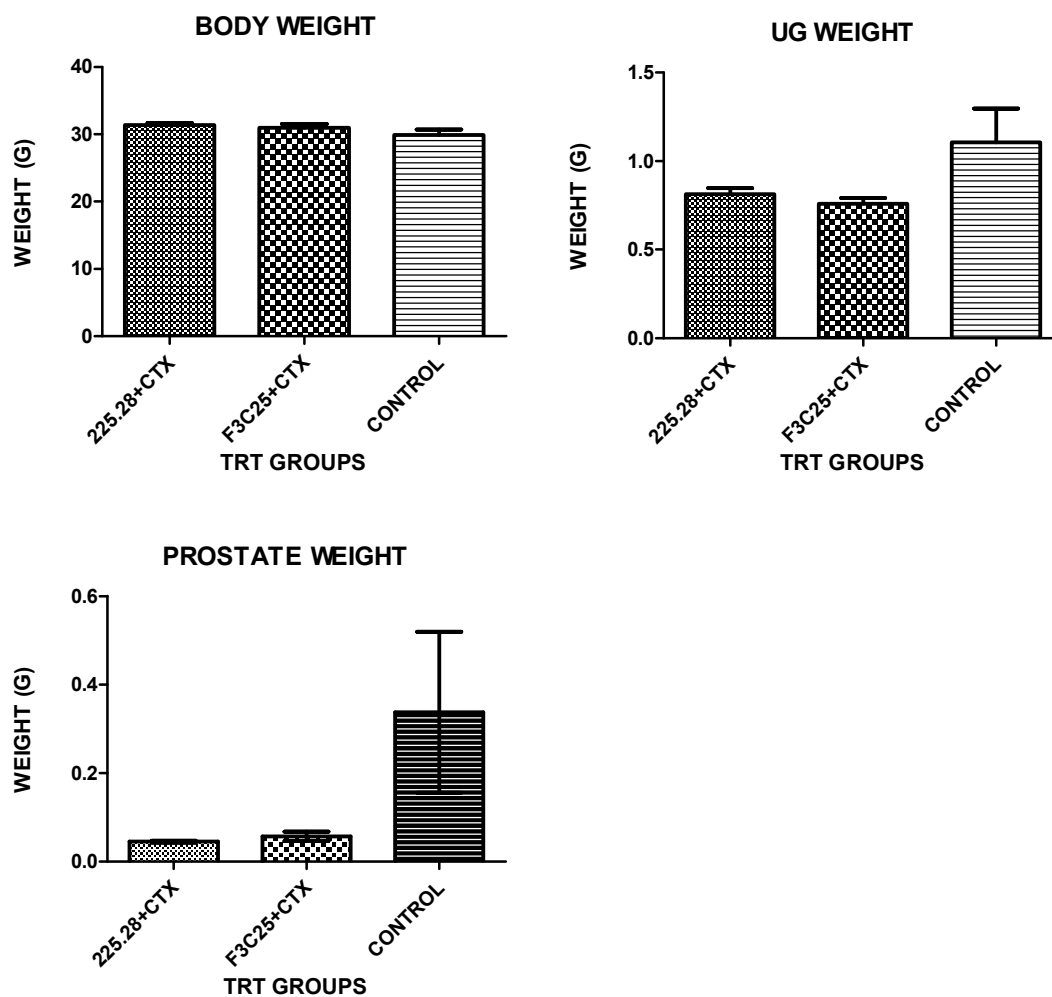 BODY WEIGHT
WEIGHT (G)
40
30
20
10
0
225.28+CTX
F3C25+CTX
CONTROL
TRT GROUPS
UG WEIGHT
WEIGHT (G)
1.5
1.0
0.5
0.0
225.28+CTX
F3C25+CTX
CONTROL
TRT GROUPS
PROSTATE WEIGHT
WEIGHT (G)
0.6
0.4
0.2
0.0
225.28+CTX
F3C25+CTX
CONTROL
TRT GROUPS